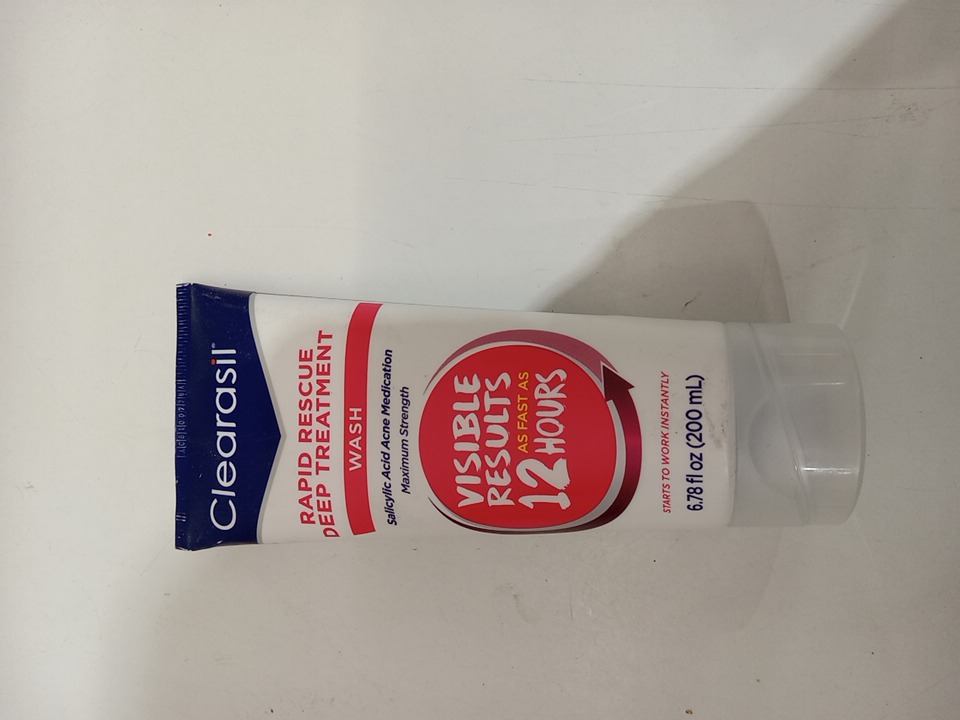 Clearasil®
RAPID RESCUE
DEEP TREATMENT
WASH
Salicylic Acid Acne Medication
Maximum Strength
VISIBLE
RESULTS
AS FAST AS
12 HOURS
STARTS TO WORK INSTANTLY
6.78 fl oz (200 mL)